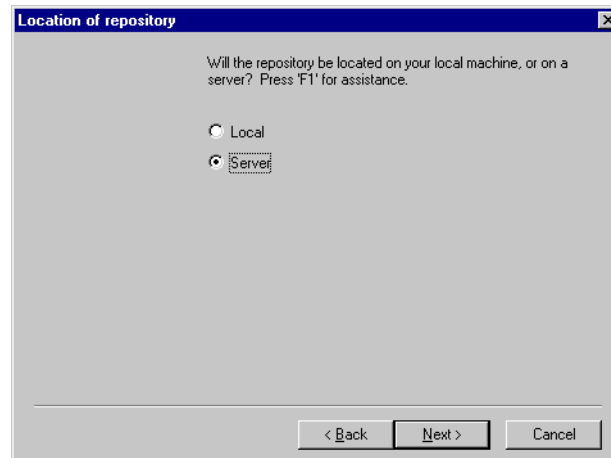 Location of repository
Will the repository be located on your local machine, or on a
server? Press 'F1' for assistance.
Local
Server
< Back
Next >
Cancel